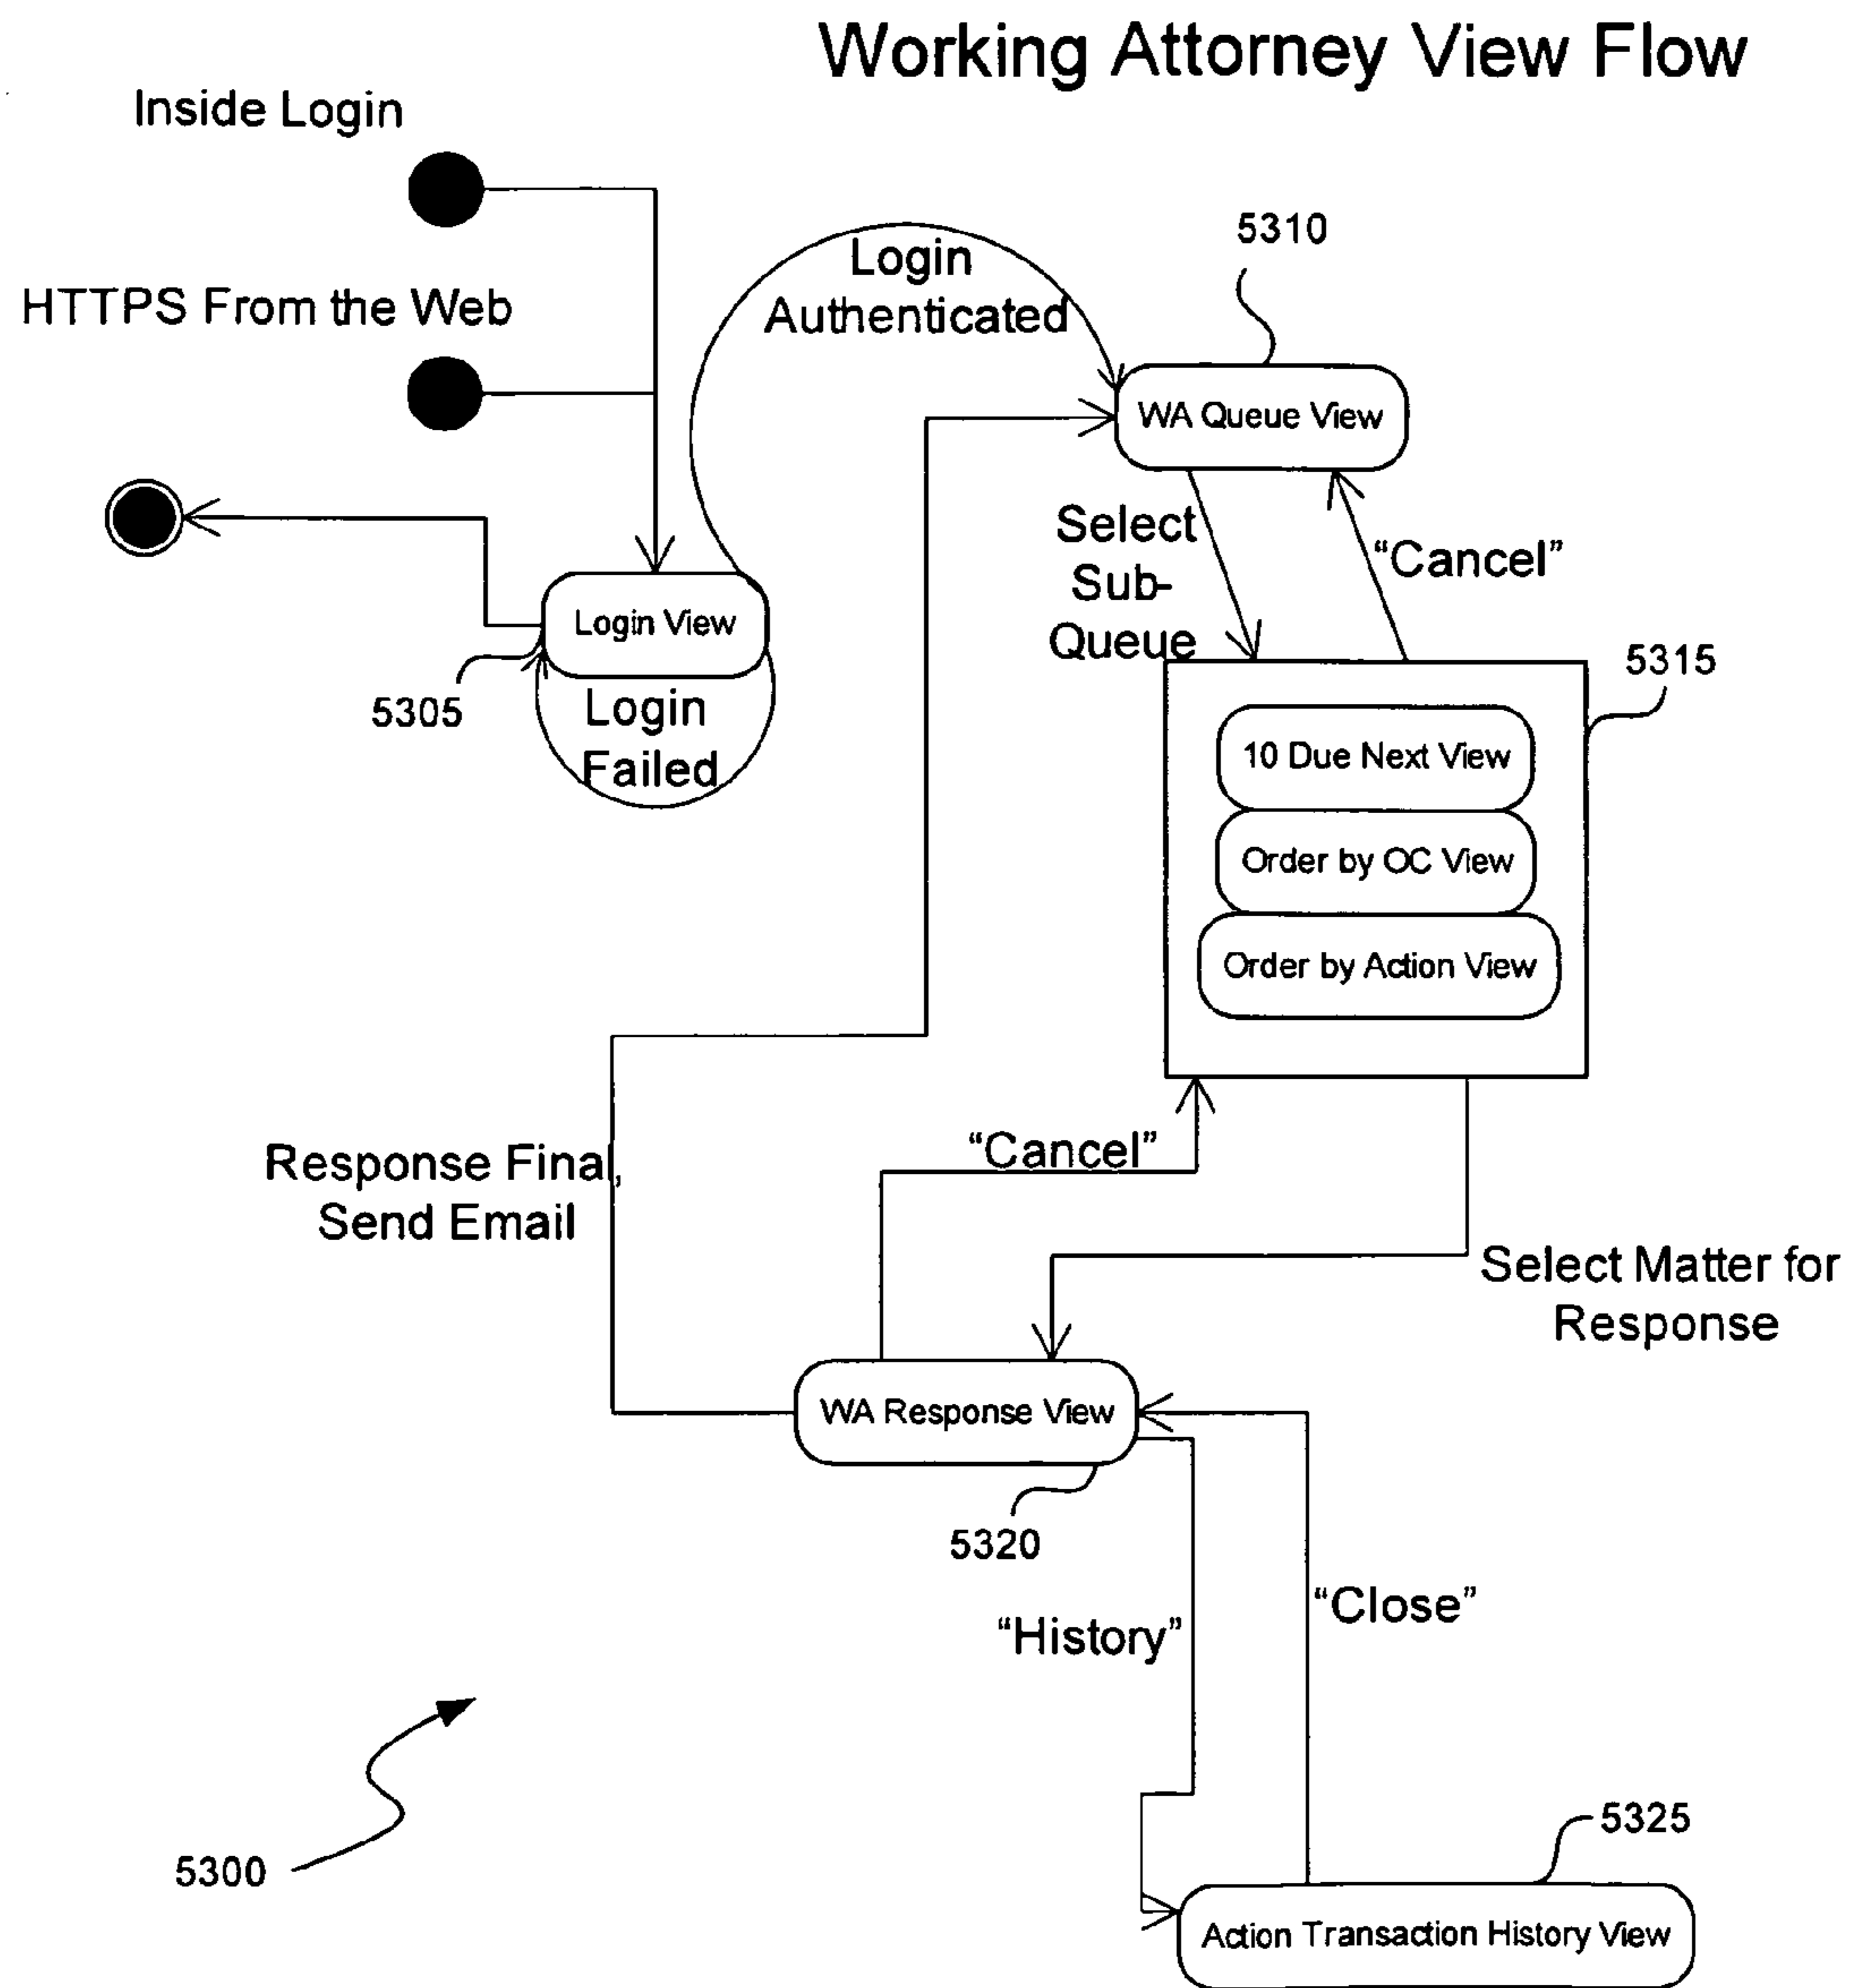 Working Attorney View Flow
Inside Login
HTTPS From the Web
Login
Authenticated
5310
WA Queue View
Select
Sub-
Queue
“Cancel”
Login View
5305
Login
Failed
5315
10 Due Next View
Order by OC View
Order by Action View
“Cancel”
Response Final,
Send Email
Select Matter for
Response
WA Response View
5320
“History”
“Close”
5300
5325
Action Transaction History View